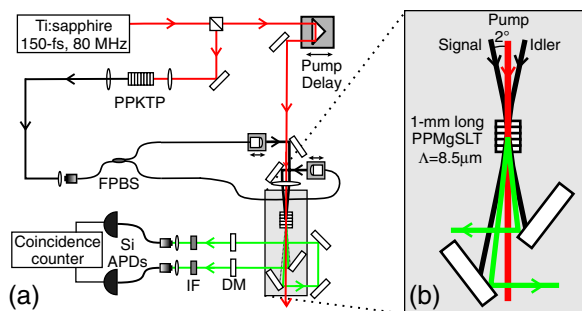 Ti:sapphire
150-fs, 80 MHz
Pump
Delay
PPKTP
FPBS
Coincidence
counter
Si
APDs
IF
DM
(a)
Pump
Signal
2°
Idler
1-mm long
PPMgSLT
Λ=8.5μm
(b)